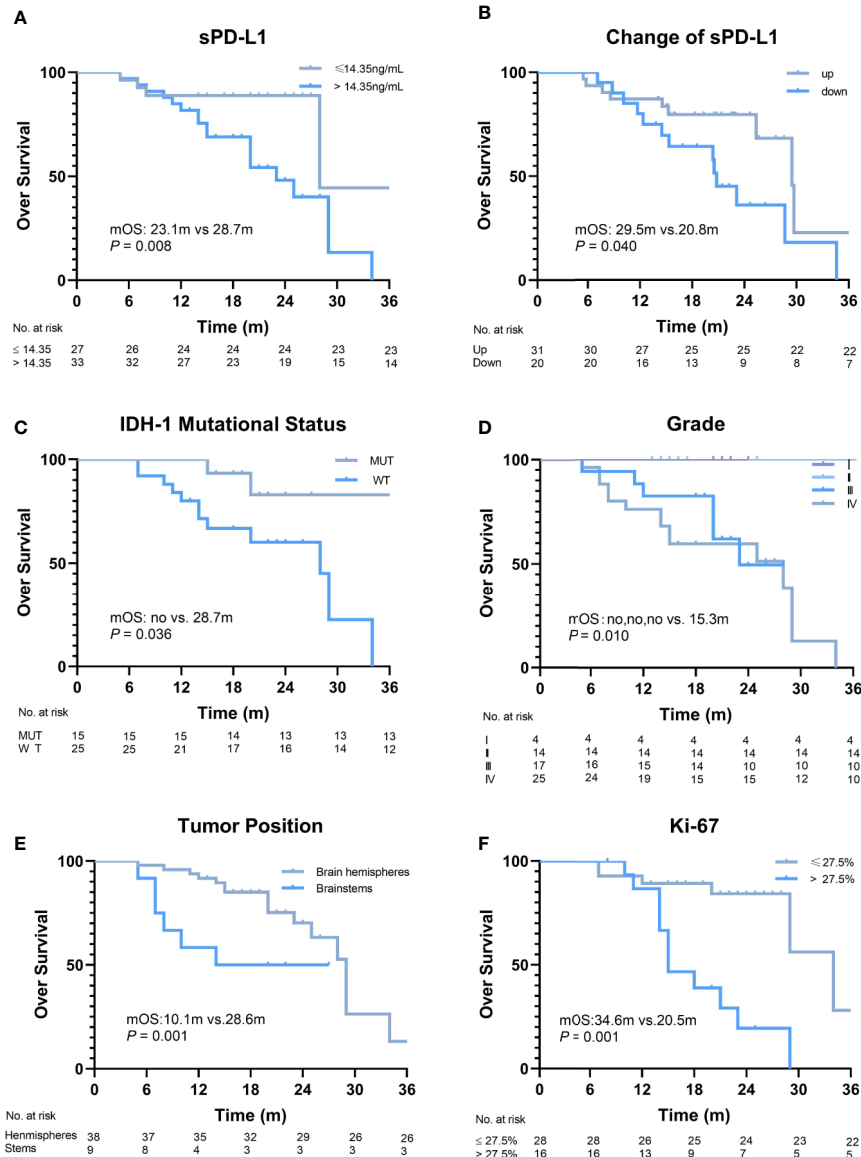 A
sPD-L1
≤14.35ng/mL
> 14.35ng/mL
100
50
0
Over Survival
mOS: 23.1m vs 28.7m
P = 0.008
0 6 12 18 24 30 36
Time (m)
No. at risk
≤ 14.35 27 26 24 24 24 23 23
> 14.35 33 32 27 23 19 15 14
B
Change of sPD-L1
up
down
100
50
0
Over Survival
mOS: 29.5m vs.20.8m
P = 0.040
0 6 12 18 24 30 36
Time (m)
No. at risk
Up 31 30 27 25 25 22 22
Down 20 20 16 13 9 8 7
C
IDH-1 Mutational Status
MUT
WT
100
50
0
Over Survival
mOS: no vs. 28.7m
P = 0.036
0 6 12 18 24 30 36
Time (m)
No. at risk
MUT 15 15 15 14 13 13 13
W T 25 25 21 17 16 14 12
D
Grade
I
II
III
IV
100
50
0
Over Survival
mOS: no,no,no vs. 15.3m
P = 0.010
0 6 12 18 24 30 36
Time (m)
No. at risk
I 4 4 4 4 4 4 4
II 14 14 14 14 14 14 14
III 17 16 15 14 10 10 10
IV 25 24 19 15 15 12 10
E
Tumor Position
Brain hemispheres
Brainstems
100
50
0
Over Survival
mOS:10.1m vs.28.6m
P = 0.001
0 6 12 18 24 30 36
Time (m)
No. at risk
Henmispheres 38 37 35 32 29 26 26
Stems 9 8 4 3 3 3 3
F
Ki-67
≤ 27.5%
> 27.5%
100
50
0
Over Survival
mOS:34.6m vs.20.5m
P = 0.001
0 6 12 18 24 30 36
Time (m)
No. at risk
≤ 27.5% 28 28 26 25 24 23 22
> 27.5% 16 16 13 9 7 5 5